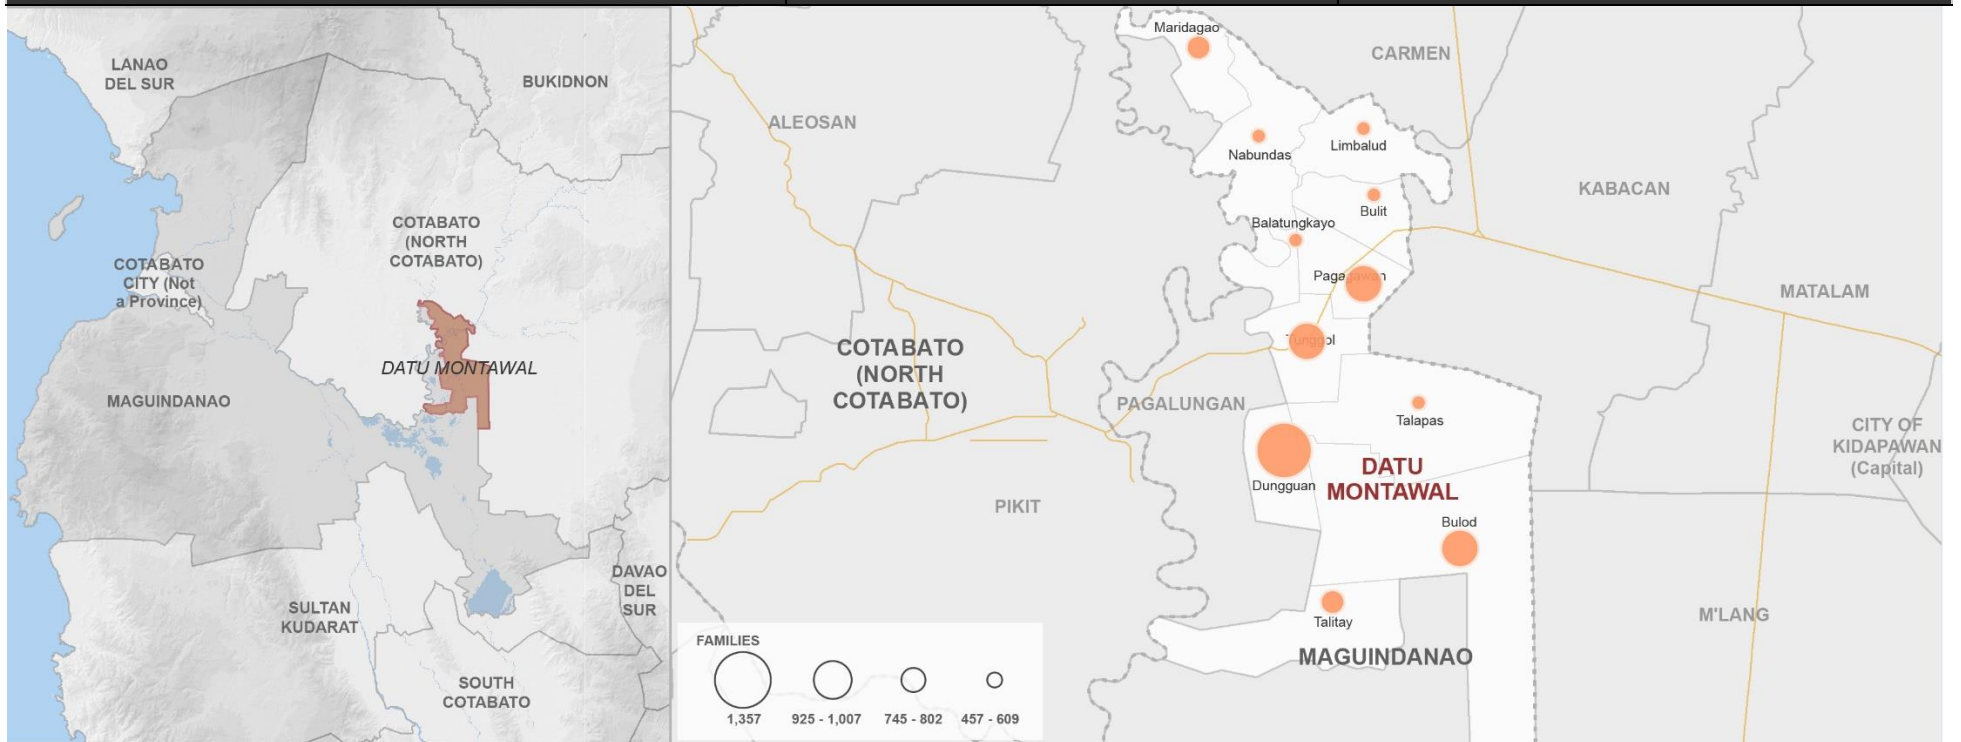 LANAO
DEL SUR
BUKIDNON
COTABATO
(NORTH
COTABATO)
COTABATO
CITY (Not
a Province)
DATU MONTAWAL
MAGUINDANAO
DAVAO
DEL
SUR
SULTAN
KUDARAT
SOUTH
COTABATO
Maridagao
CARMEN
ALEOSAN
Nabundas
Limbalud
KABACAN
Bulit
Balatungkayo
Pagagawan
MATALAM
Tunggol
COTABATO
(NORTH
COTABATO)
PAGALUNGAN
Talapas
CITY OF
KIDAPAWAN
(Capital)
DATU
MONTAWAL
Dungguan
PIKIT
Bulod
Talitay
M'LANG
MAGUINDANAO
FAMILIES
1,357
925 - 1,007
745 - 802
457 - 609